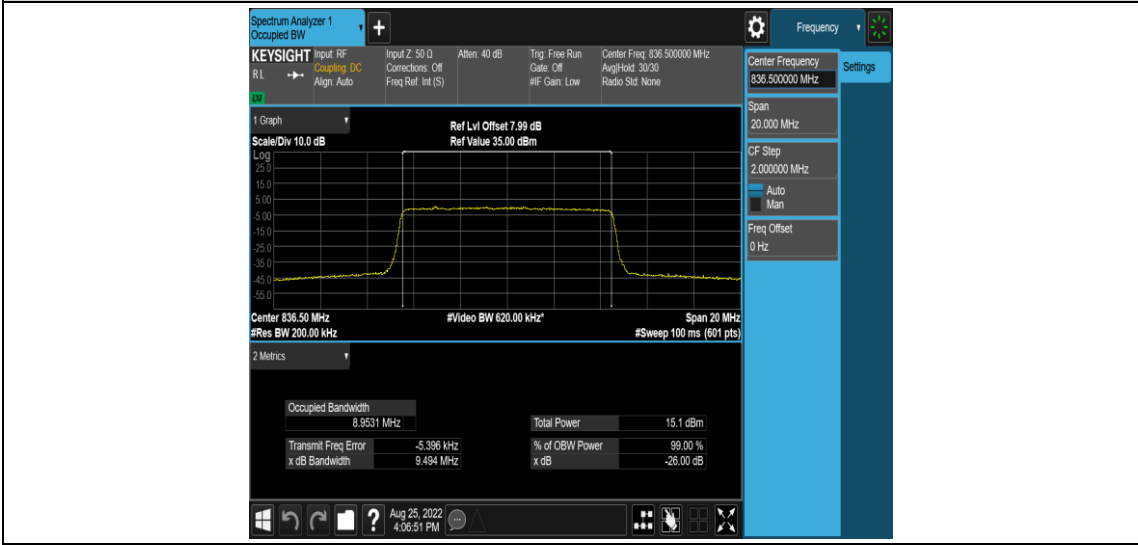 Spectrum Analyzer 1
Occupied BW
+
Frequency
KEYSIGHT
R L
LXI
Input: RF
Coupling: DC
Align: Auto
Input Z: 50 Ω
Corrections: Off
Freq Ref: Int (S)
Atten: 40 dB
Trig: Free Run
Gate: Off
#IF Gain: Low
Center Freq: 836.500000 MHz
Avg|Hold: 30/30
Radio Std: None
Center Frequency
836.500000 MHz
Settings
Span
20.000 MHz
CF Step
2.000000 MHz
Auto
Man
Freq Offset
0 Hz
1 Graph
Scale/Div 10.0 dB
Ref Lvl Offset 7.99 dB
Ref Value 35.00 dBm
Log
25.0
15.0
5.00
-5.00
-15.0
-25.0
-35.0
-45.0
-55.0
Center 836.50 MHz
#Video BW 620.00 kHz*
Span 20 MHz
#Res BW 200.00 kHz
#Sweep 100 ms (601 pts)
2 Metrics
Occupied Bandwidth
8.9531 MHz
Total Power 15.1 dBm
Transmit Freq Error -5.396 kHz
% of OBW Power 99.00 %
x dB Bandwidth 9.494 MHz
x dB -26.00 dB
?
Aug 25, 2022
4:06:51 PM